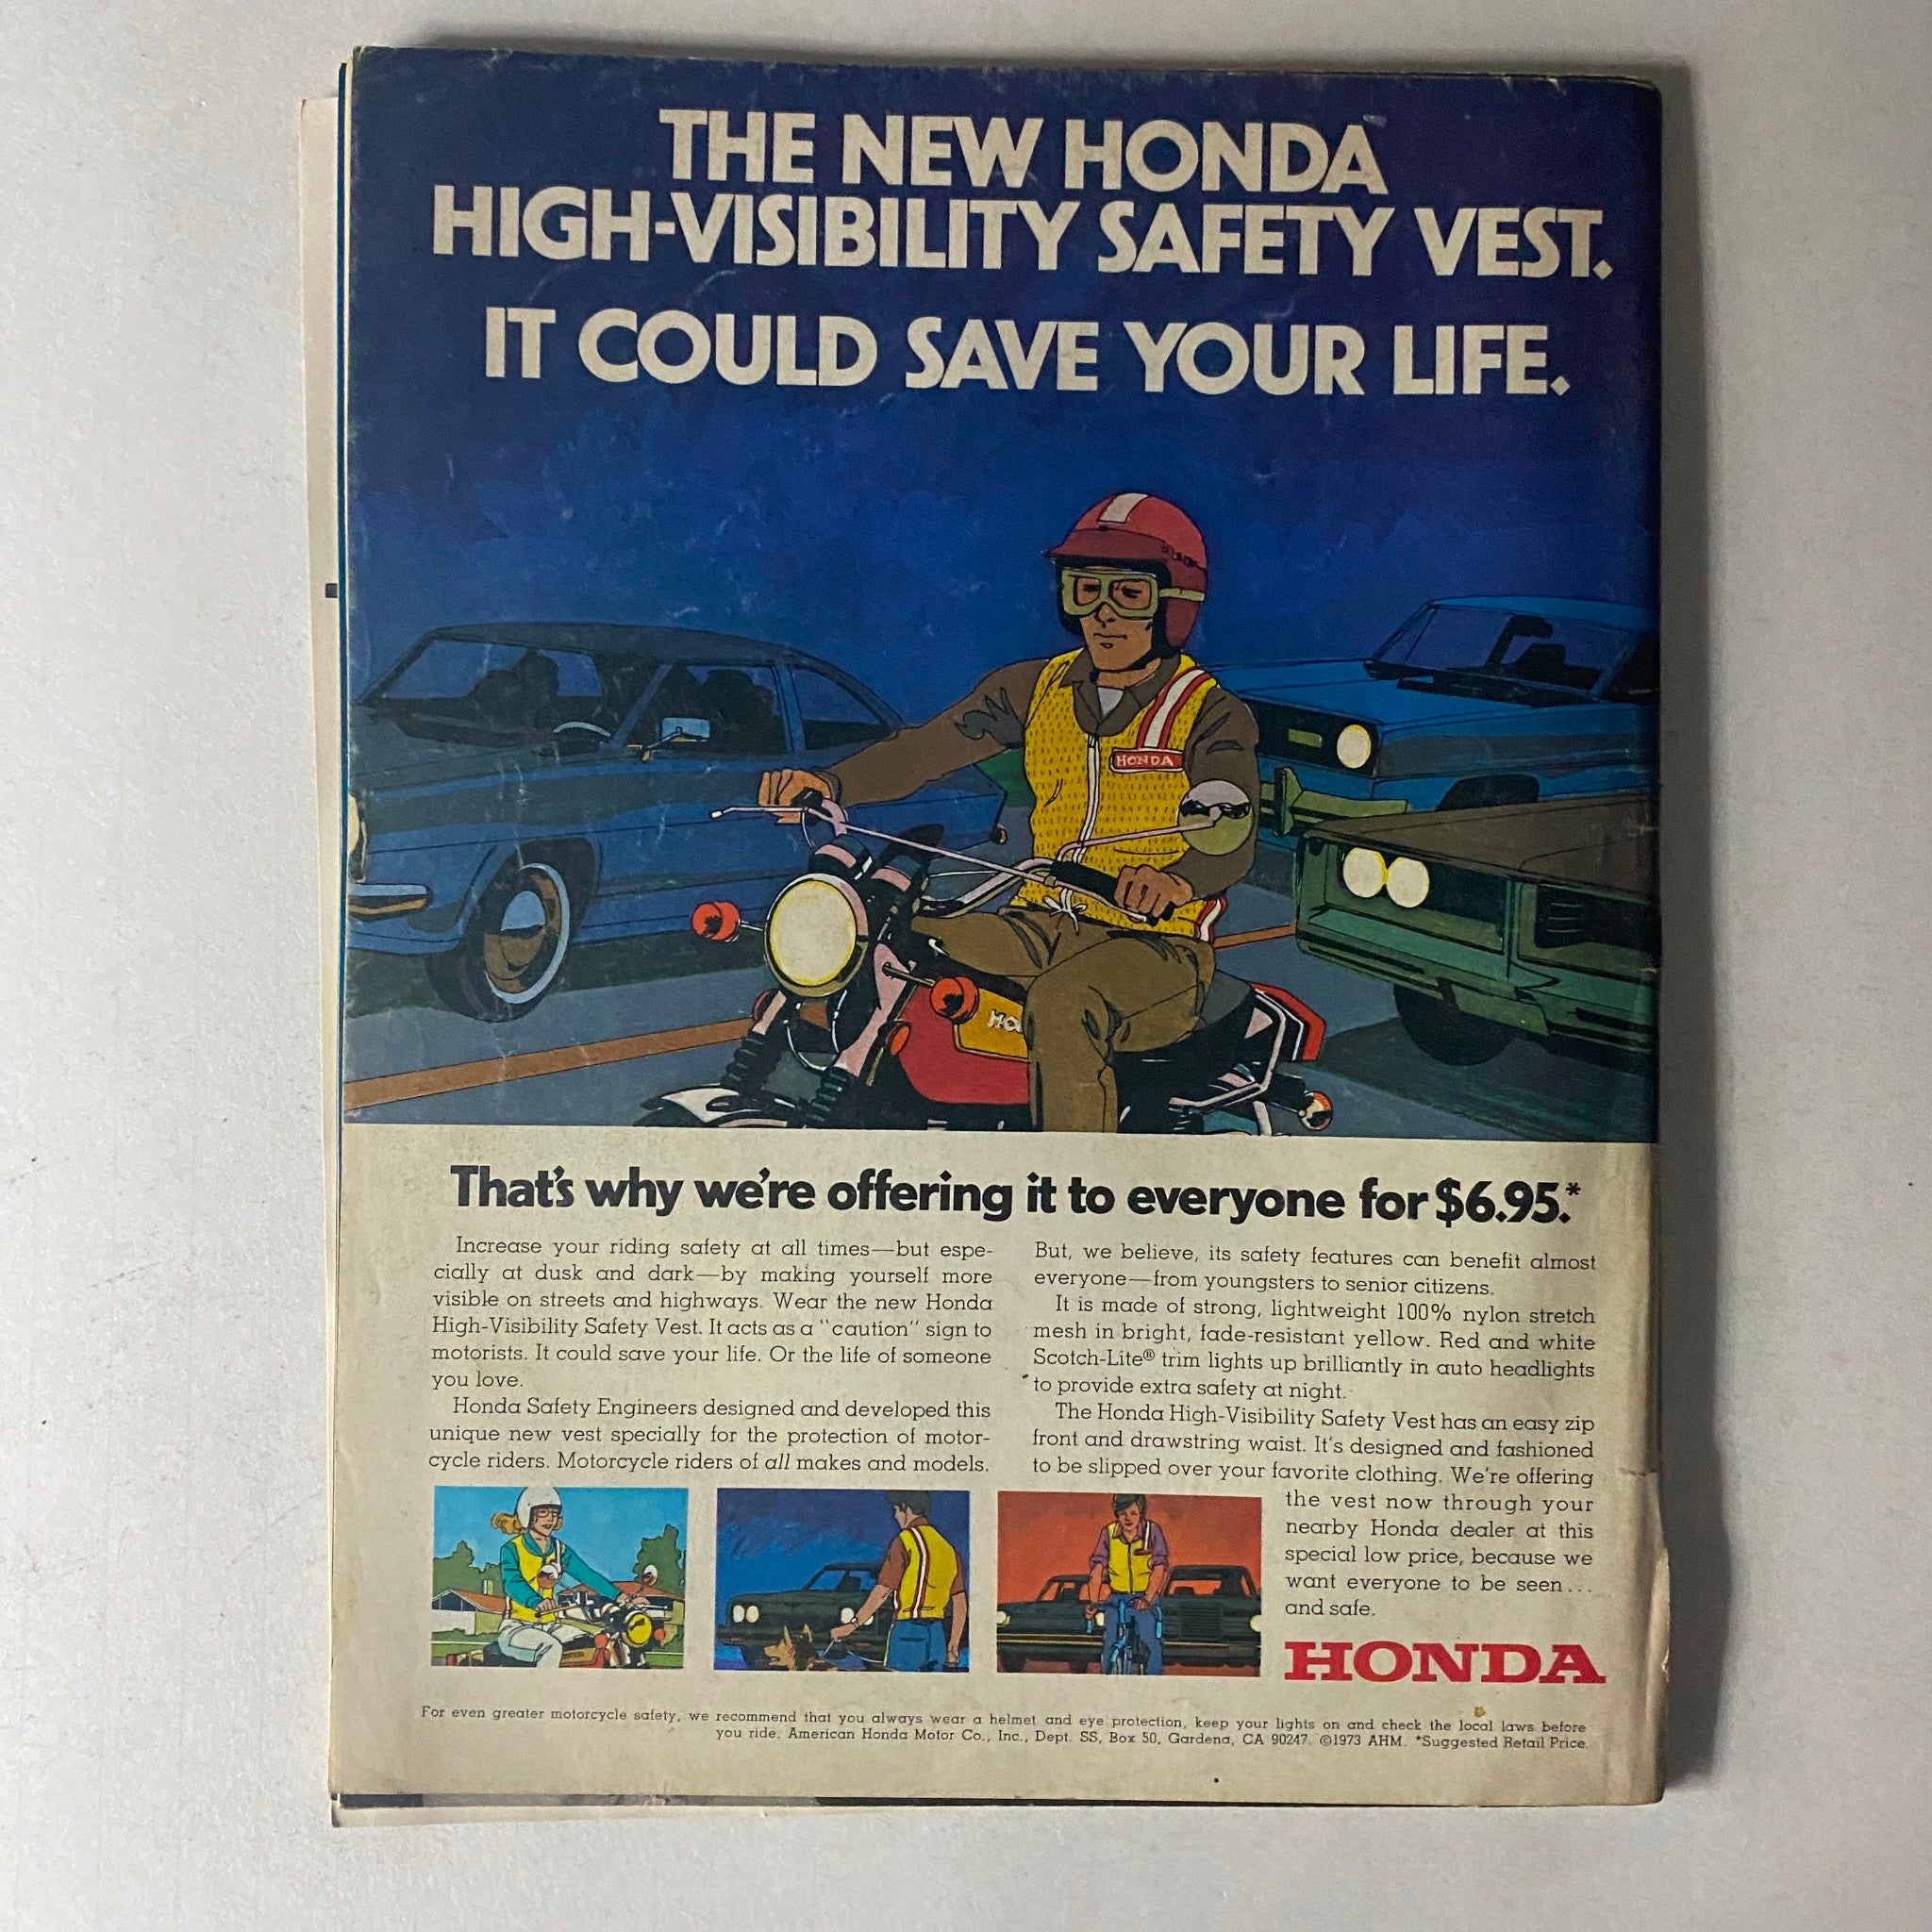 THE NEW HONDA
HIGH-VISIBILITY SAFETY VEST.
IT COULD SAVE YOUR LIFE.
HONDA
HO
That's why we're offering it to everyone for $6.95.*
Increase your riding safety at all times—but espe-
cially at dusk and dark—by making yourself more
visible on streets and highways. Wear the new Honda
High-Visibility Safety Vest. It acts as a "caution" sign to
motorists. It could save your life. Or the life of someone
you love.
Honda Safety Engineers designed and developed this
unique new vest specially for the protection of motor-
cycle riders. Motorcycle riders of all makes and models.
But, we believe, its safety features can benefit almost
everyone—from youngsters to senior citizens.
It is made of strong, lightweight 100% nylon stretch
mesh in bright, fade-resistant yellow. Red and white
Scotch-Lite® trim lights up brilliantly in auto headlights
to provide extra safety at night.
The Honda High-Visibility Safety Vest has an easy zip
front and drawstring waist. It's designed and fashioned
to be slipped over your favorite clothing. We're offering
the vest now through your
nearby Honda dealer at this
special low price, because we
want everyone to be seen...
and safe.
HONDA
For even greater motorcycle safety, we recommend that you always wear a helmet and eye protection, keep your lights on and check the local laws before
you ride. American Honda Motor Co., Inc., Dept. SS, Box 50, Gardena, CA 90247. ©1973 AHM. *Suggested Retail Price.